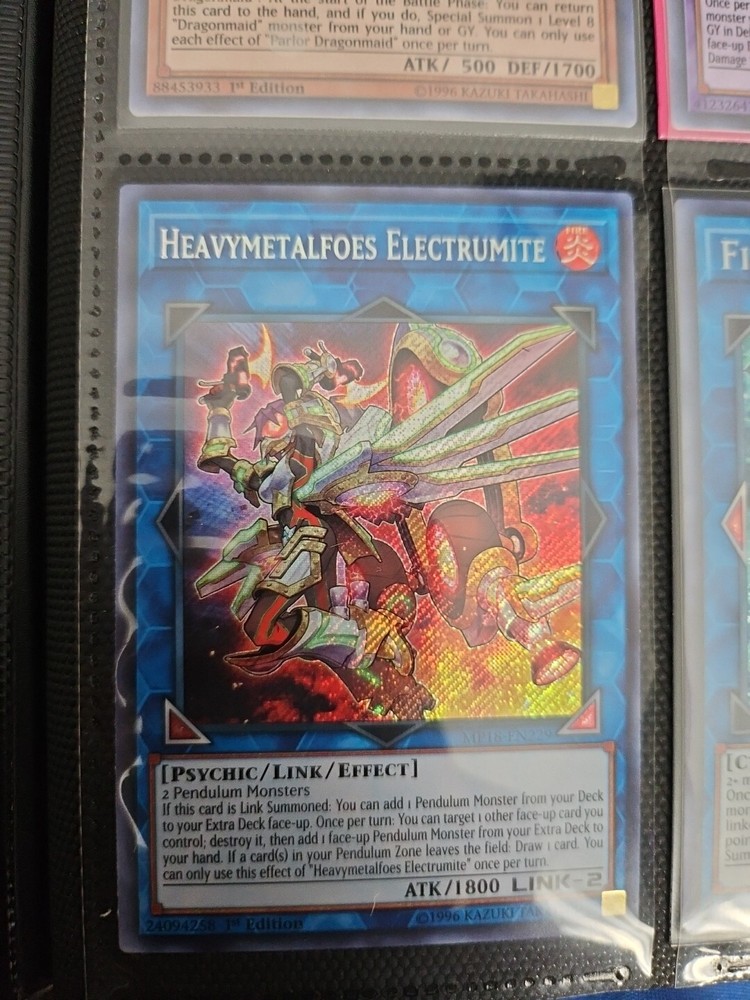 this card to the hand, and if you do, Special Summon 1 Level 8
"Dragonmaid" monster from your hand or GY. You can only use
each effect of "Parlor Dragonmaid" once per turn.
ATK/ 500 DEF/1700
88453933 1st Edition
©1996 KAZUKI TAKAHASHI
Once per
monster
GY in De
face-up
Damage
HEAVYMETALFOES ELECTRUMITE
FIRE
炎
FI
[PSYCHIC/LINK/EFFECT]
2 Pendulum Monsters
If this card is Link Summoned: You can add 1 Pendulum Monster from your Deck
to your Extra Deck face-up. Once per turn: You can target 1 other face-up card you
control; destroy it, then add 1 face-up Pendulum Monster from your Extra Deck to
your hand. If a card(s) in your Pendulum Zone leaves the field: Draw 1 card. You
can only use this effect of "Heavymetalfoes Electrumite" once per turn.
ATK/1800 LINK-2
24094258 1st Edition
©1996 KAZUKI TAK
[C
2+ m
Onc
mon
link
poin
Sum